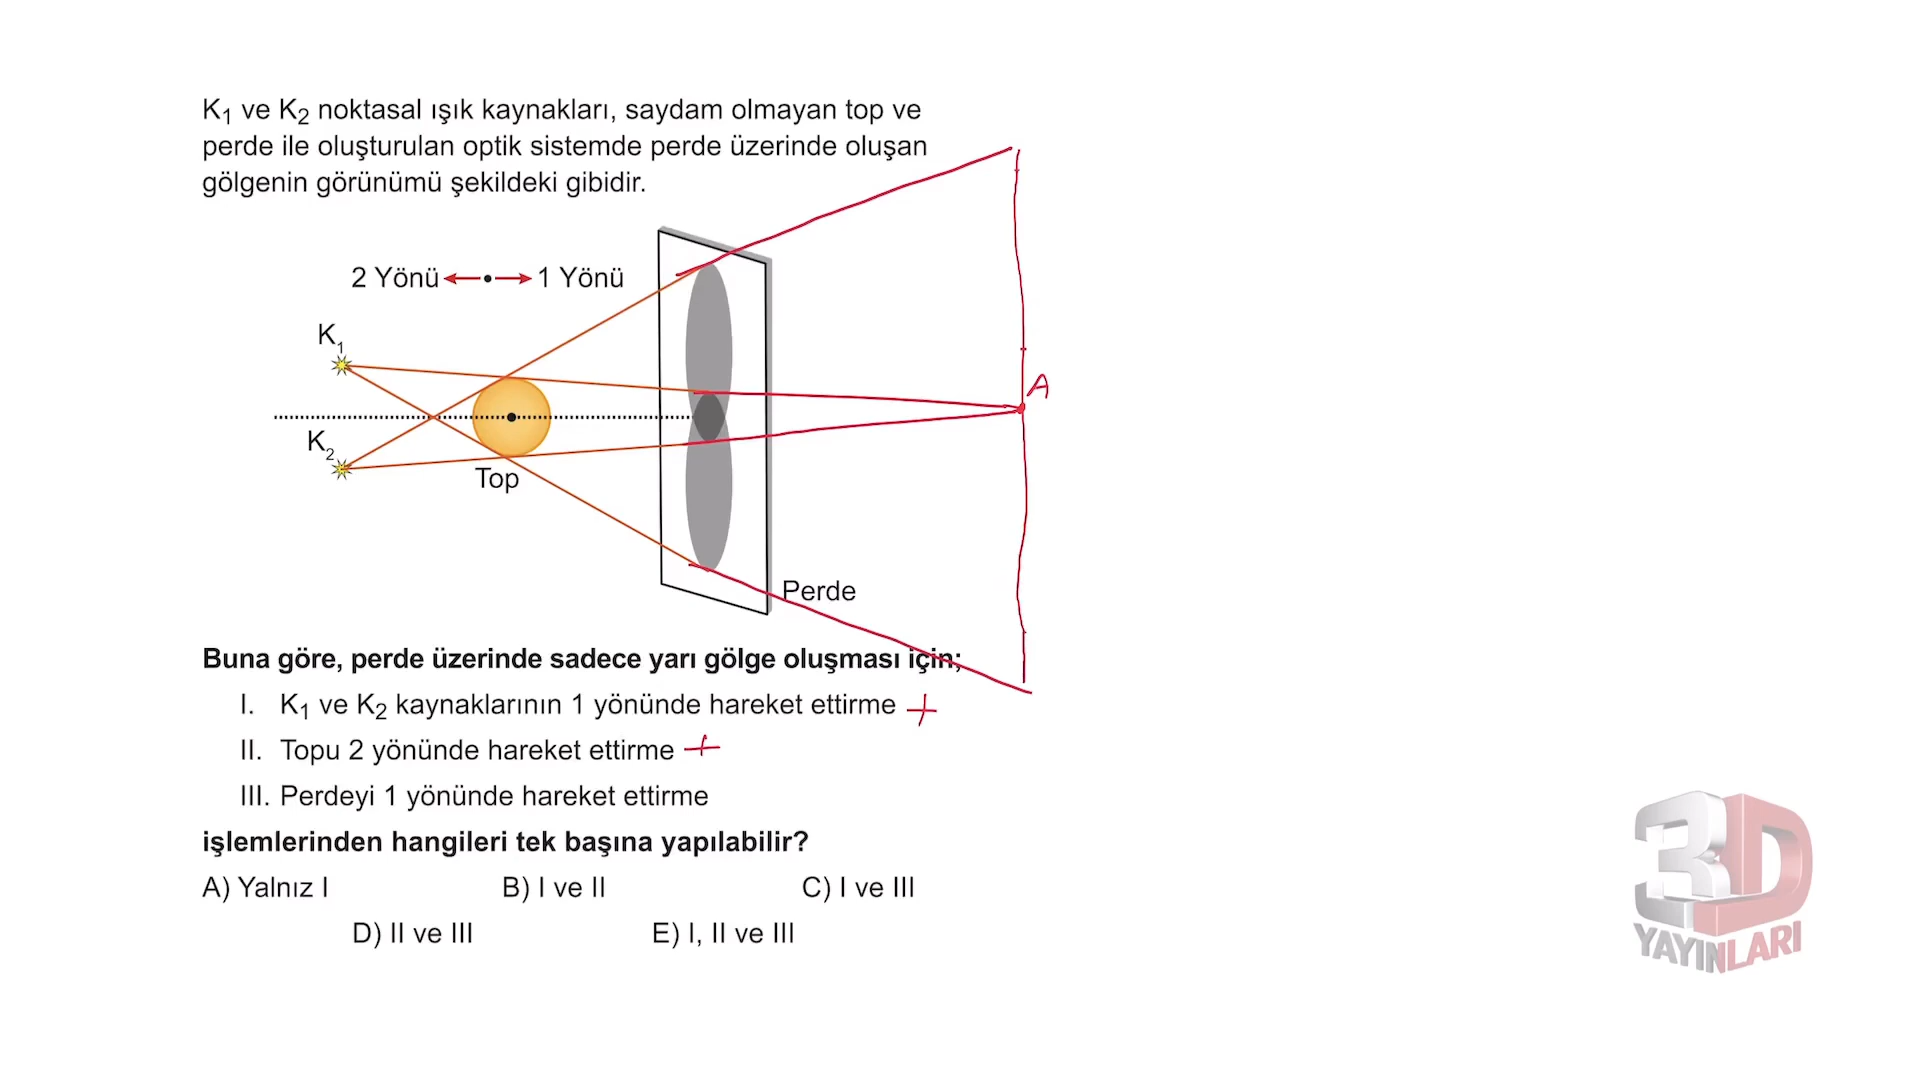 K₁ ve K₂ noktasal ışık kaynakları, saydam olmayan top ve
perde ile oluşturulan optik sistemde perde üzerinde oluşan
gölgenin görünümü şekildeki gibidir.
2 Yönü 1 Yönü
K₁
A
K₂
Top
Perde
Buna göre, perde üzerinde sadece yarı gölge oluşması için;
I. K₁ ve K₂ kaynaklarının 1 yönünde hareket ettirme +
II. Topu 2 yönünde hareket ettirme +
III. Perdeyi 1 yönünde hareket ettirme
işlemlerinden hangileri tek başına yapılabilir?
A) Yalnız I B) I ve II C) I ve III
D) II ve III E) I, II ve III
3D
YAYINLARI